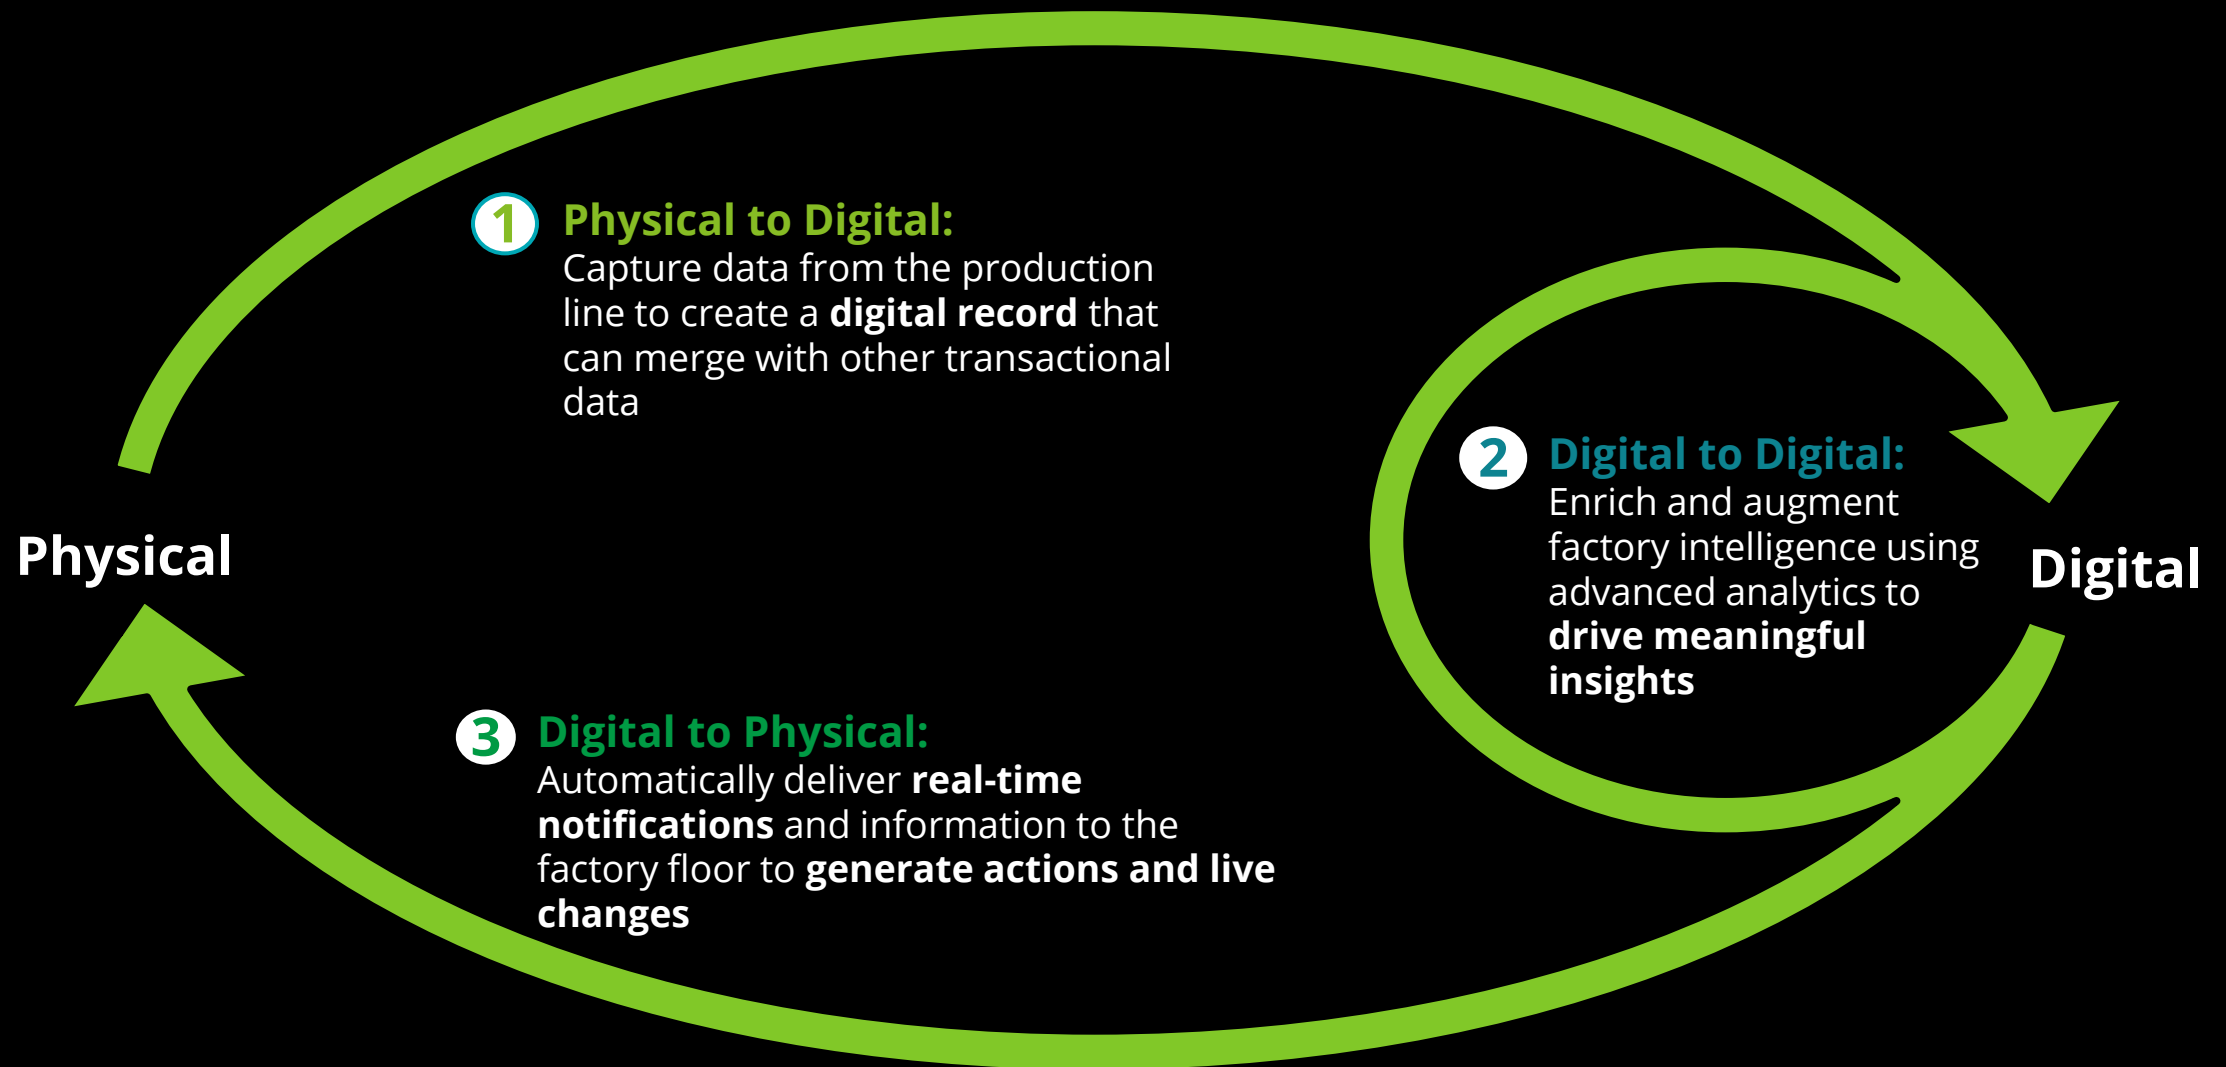 1
Physical to Digital:
Capture data from the production
line to create a digital record that
can merge with other transactional
data
2
Digital to Digital:
Enrich and augment
factory intelligence using
advanced analytics to
drive meaningful
insights
Physical
Digital
3
Digital to Physical:
Automatically deliver real-time
notifications and information to the
factory floor to generate actions and live
changes